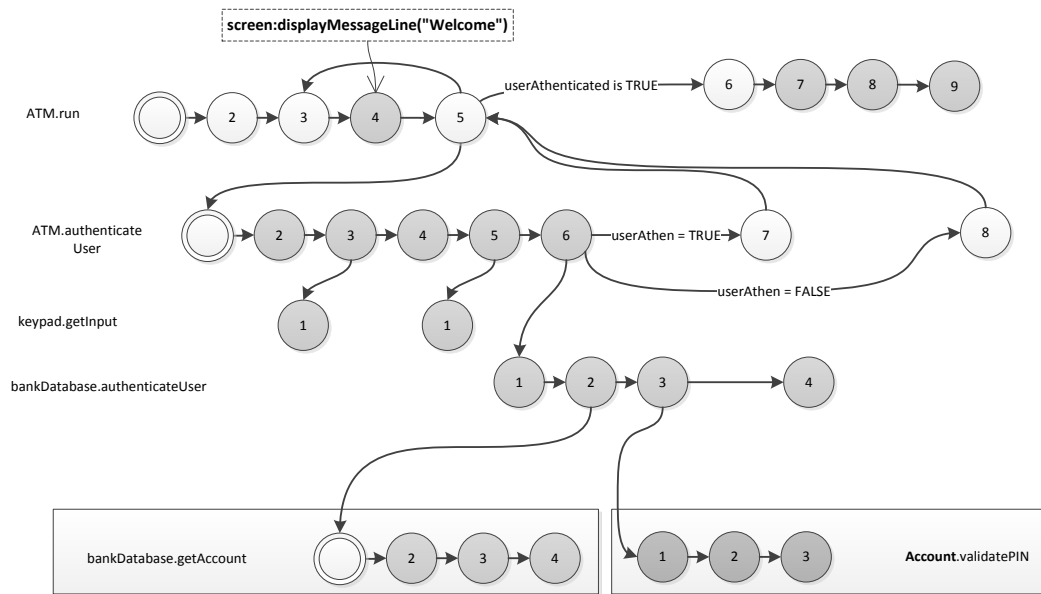 screen:displayMessageLine("Welcome")
userAthenticated is TRUE
6 7 8 9
ATM.run
2 3 4 5
ATM.authenticate
User
2 3 4 5 6
userAthen = TRUE
7
8
userAthen = FALSE
keypad.getInput
1 1
bankDatabase.authenticateUser
1 2 3 4
bankDatabase.getAccount
2 3 4
1 2 3
Account.validatePIN